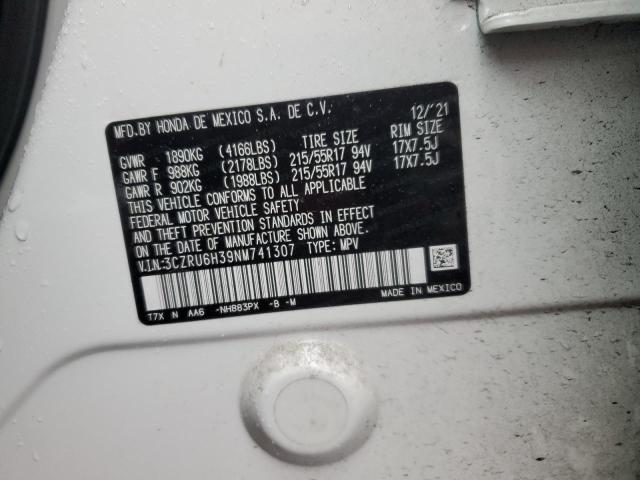 MFD.BY HONDA DE MEXICO S.A. DE C.V. 12/'21
TIRE SIZE RIM SIZE
GVWR 1890KG (4166LBS)
GAWR F 988KG (2178LBS) 215/55R17 94V 17X7.5J
GAWR R 902KG (1988LBS) 215/55R17 94V 17X7.5J
THIS VEHICLE CONFORMS TO ALL APPLICABLE
FEDERAL MOTOR VEHICLE SAFETY
AND THEFT PREVENTION STANDARDS IN EFFECT
ON THE DATE OF MANUFACTURE SHOWN ABOVE.
V.I.N:3CZRU6H39NM741307 TYPE: MPV
T7X N AA6 -NH883PX -B -M MADE IN MEXICO